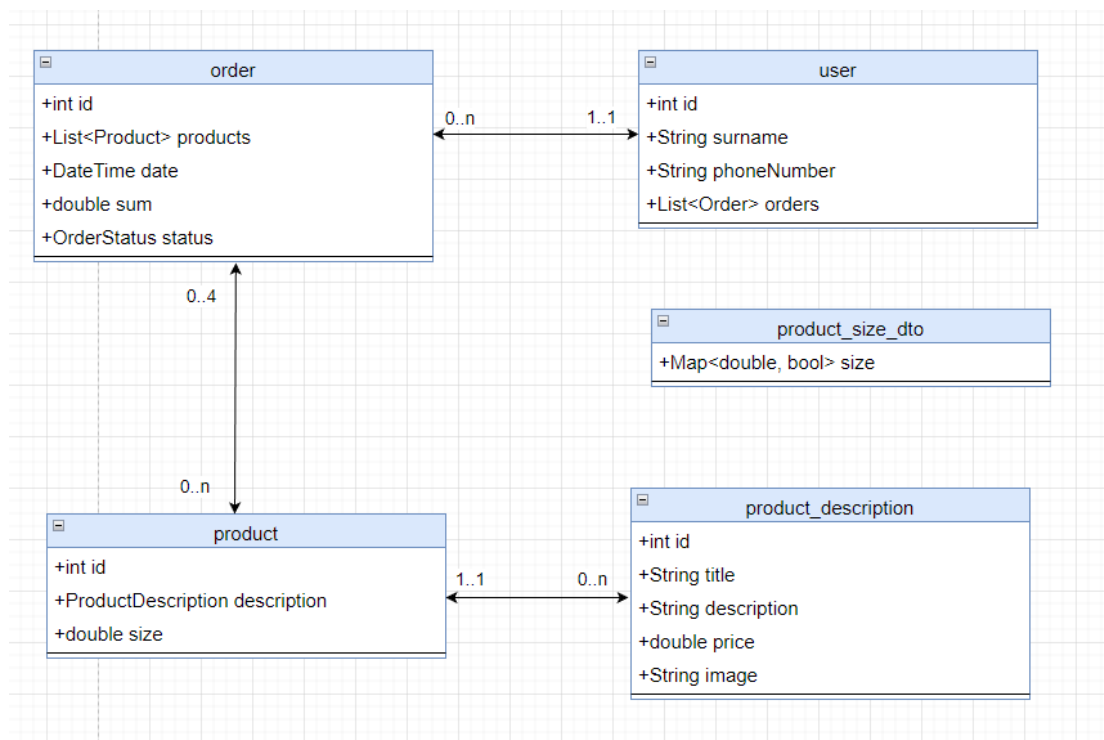 order
+int id
+List<Product> products
+DateTime date
+double sum
+OrderStatus status
0..n
1..1
user
+int id
+String surname
+String phoneNumber
+List<Order> orders
0..4
0..n
product_size_dto
+Map<double, bool> size
product
+int id
+ProductDescription description
+double size
1..1
0..n
product_description
+int id
+String title
+String description
+double price
+String image